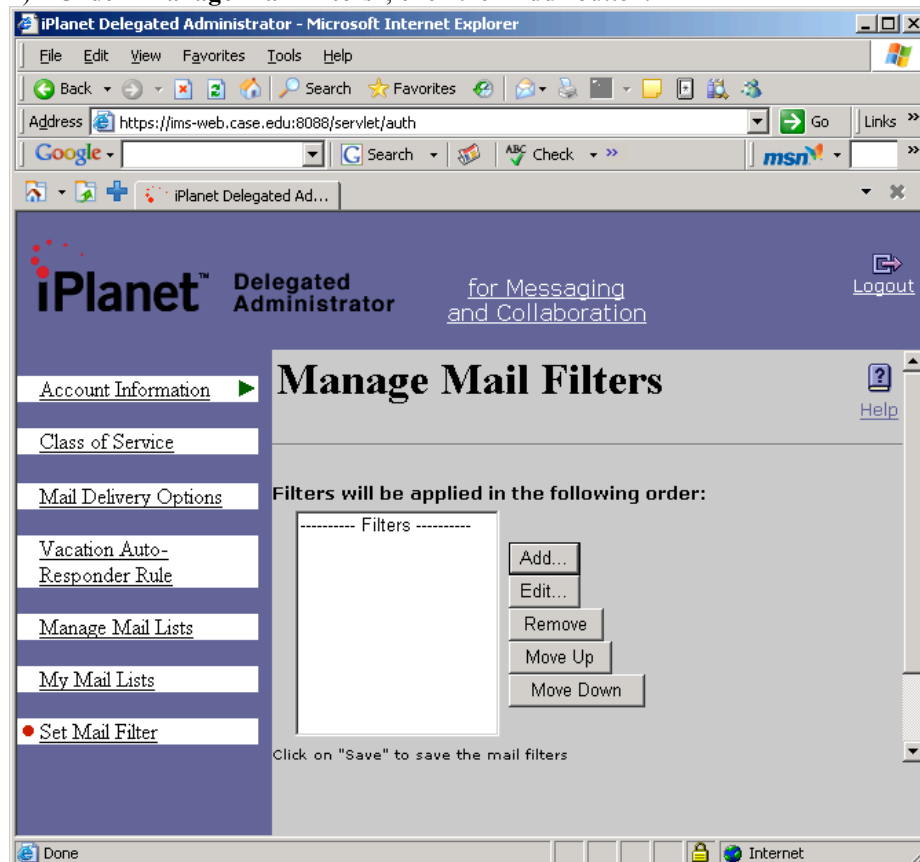 iPlanet Delegated Administrator - Microsoft Internet Explorer
File Edit View Favorites Tools Help
Back Search Favorites
Address https://ims-web.case.edu:8088/servlet/auth Go Links »
Google Search ABC Check » msn »
iPlanet Delegated Ad...
iPlanet™ Delegated Administrator
for Messaging
and Collaboration
Logout
Account Information
Class of Service
Mail Delivery Options
Vacation Auto-
Responder Rule
Manage Mail Lists
My Mail Lists
Set Mail Filter
Manage Mail Filters
Help
Filters will be applied in the following order:
---------- Filters ----------
Add...
Edit...
Remove
Move Up
Move Down
Click on "Save" to save the mail filters
Done Internet